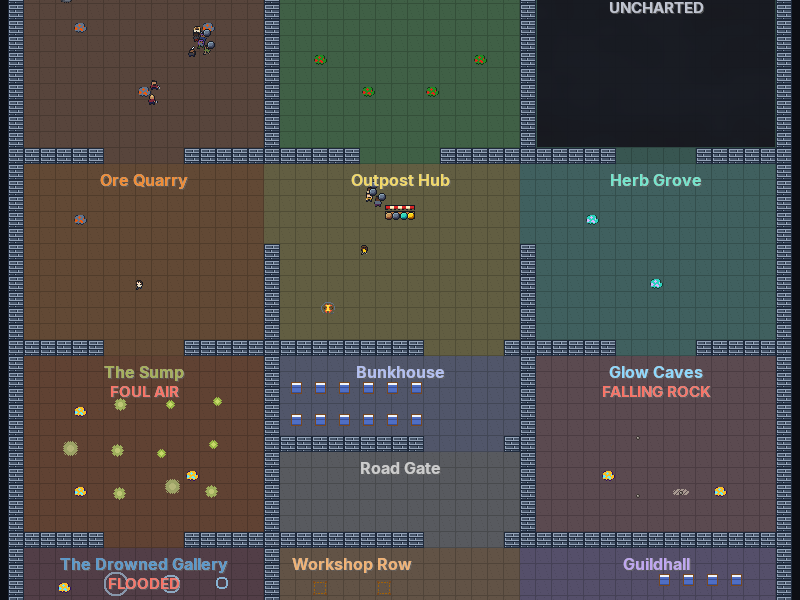 UNCHARTED
Ore Quarry
Outpost Hub
Herb Grove
The Sump
FOUL AIR
Bunkhouse
Glow Caves
FALLING ROCK
Road Gate
The Drowned Gallery
FLOODED
Workshop Row
Guildhall